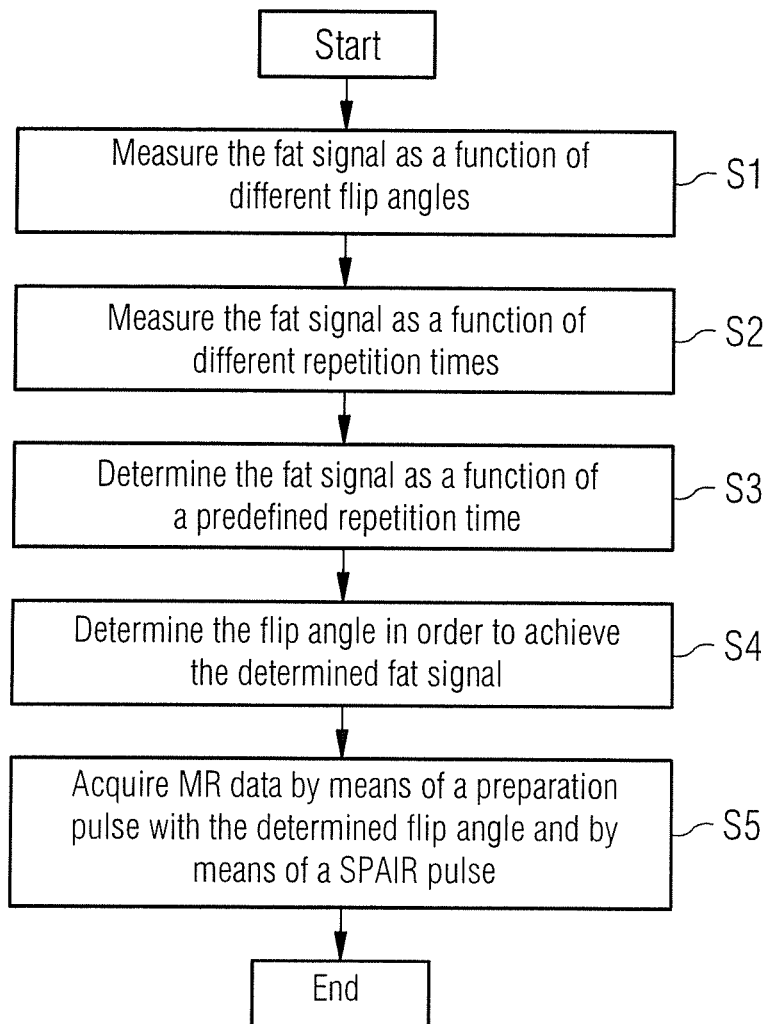 Start
Measure the fat signal as a function of
different flip angles
S1
Measure the fat signal as a function of
different repetition times
S2
Determine the fat signal as a function of
a predefined repetition time
S3
Determine the flip angle in order to achieve
the determined fat signal
S4
Acquire MR data by means of a preparation
pulse with the determined flip angle and by
means of a SPAIR pulse
S5
End